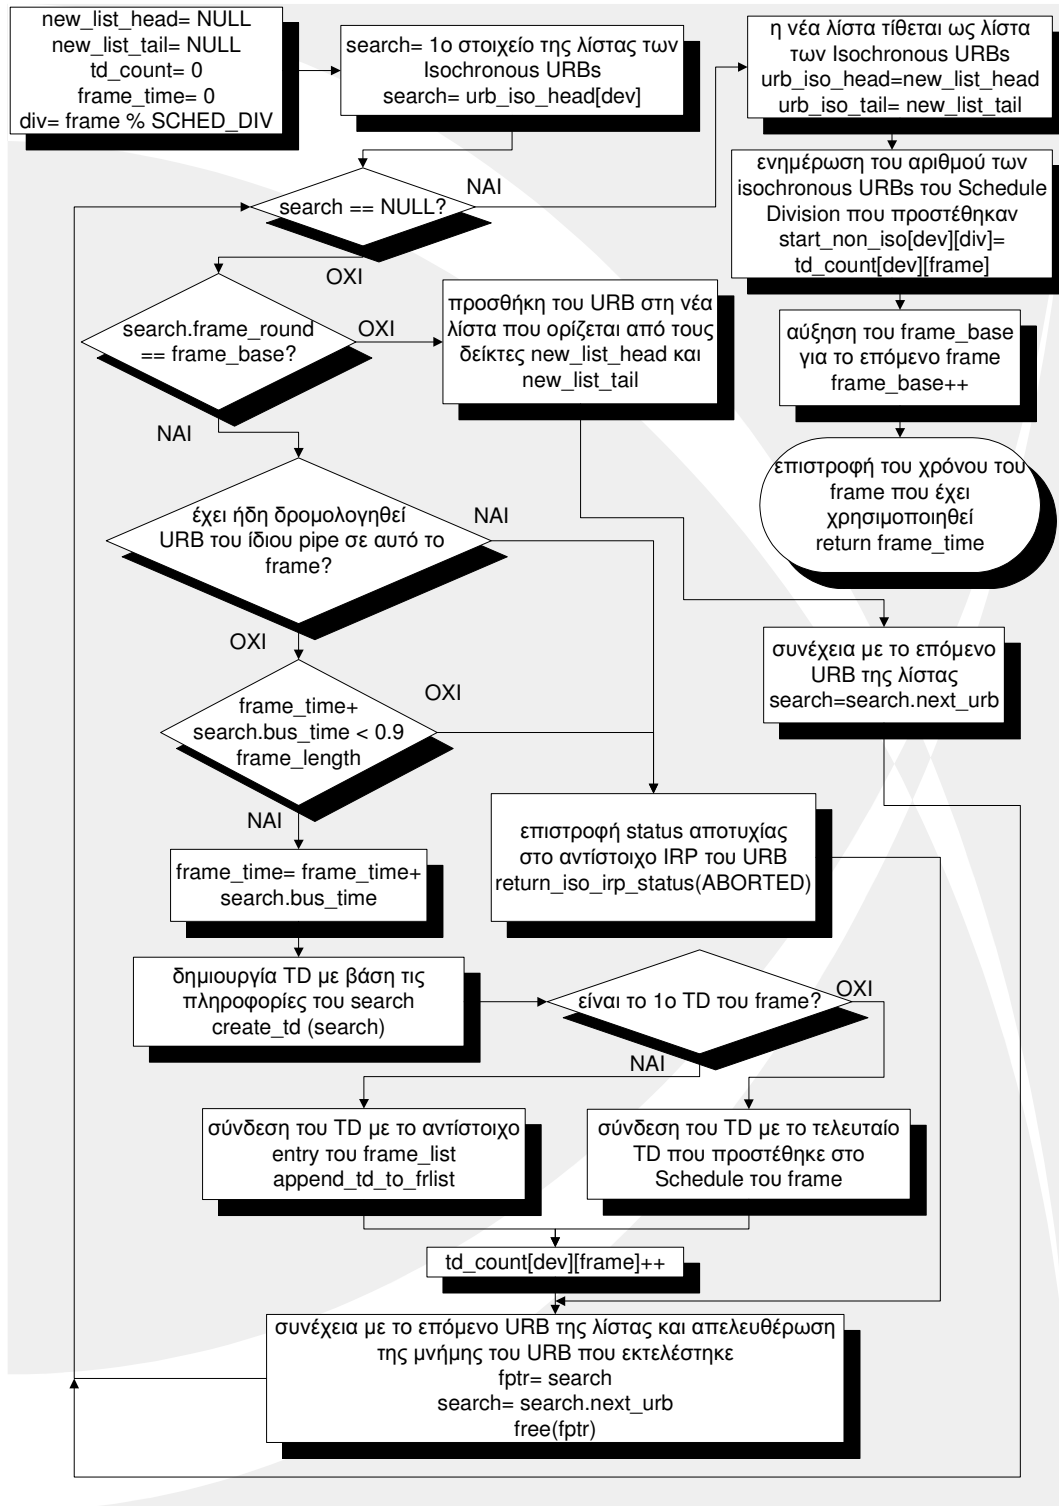 new_list_head= NULL
new_list_tail= NULL
td_count= 0
frame_time= 0
div= frame % SCHED_DIV
search= 1ο στοιχείο της λίστας των
Isochronous URBs
search= urb_iso_head[dev]
η νέα λίστα τίθεται ως λίστα
των Isochronous URBs
urb_iso_head=new_list_head
urb_iso_tail= new_list_tail
search == NULL?
ΝΑΙ
ΟΧΙ
ενημέρωση του αριθμού των
isochronous URBs του Schedule
Division που προστέθηκαν
start_non_iso[dev][div]=
td_count[dev][frame]
search.frame_round
== frame_base?
ΟΧΙ
ΝΑΙ
προσθήκη του URB στη νέα
λίστα που ορίζεται από τους
δείκτες new_list_head και
new_list_tail
αύξηση του frame_base
για το επόμενο frame
frame_base++
επιστροφή του χρόνου του
frame που έχει
χρησιμοποιηθεί
return frame_time
έχει ήδη δρομολογηθεί
URB του ίδιου pipe σε αυτό το
frame?
ΝΑΙ
ΟΧΙ
συνέχεια με το επόμενο
URB της λίστας
search=search.next_urb
frame_time+
search.bus_time < 0.9
frame_length
ΟΧΙ
ΝΑΙ
επιστροφή status αποτυχίας
στο αντίστοιχο IRP του URB
return_iso_irp_status(ABORTED)
frame_time= frame_time+
search.bus_time
δημιουργία TD με βάση τις
πληροφορίες του search
create_td (search)
είναι το 1ο TD του frame?
ΟΧΙ
ΝΑΙ
σύνδεση του TD με το αντίστοιχο
entry του frame_list
append_td_to_frlist
σύνδεση του TD με το τελευταίο
TD που προστέθηκε στο
Schedule του frame
td_count[dev][frame]++
συνέχεια με το επόμενο URB της λίστας και απελευθέρωση
της μνήμης του URB που εκτελέστηκε
fptr= search
search= search.next_urb
free(fptr)